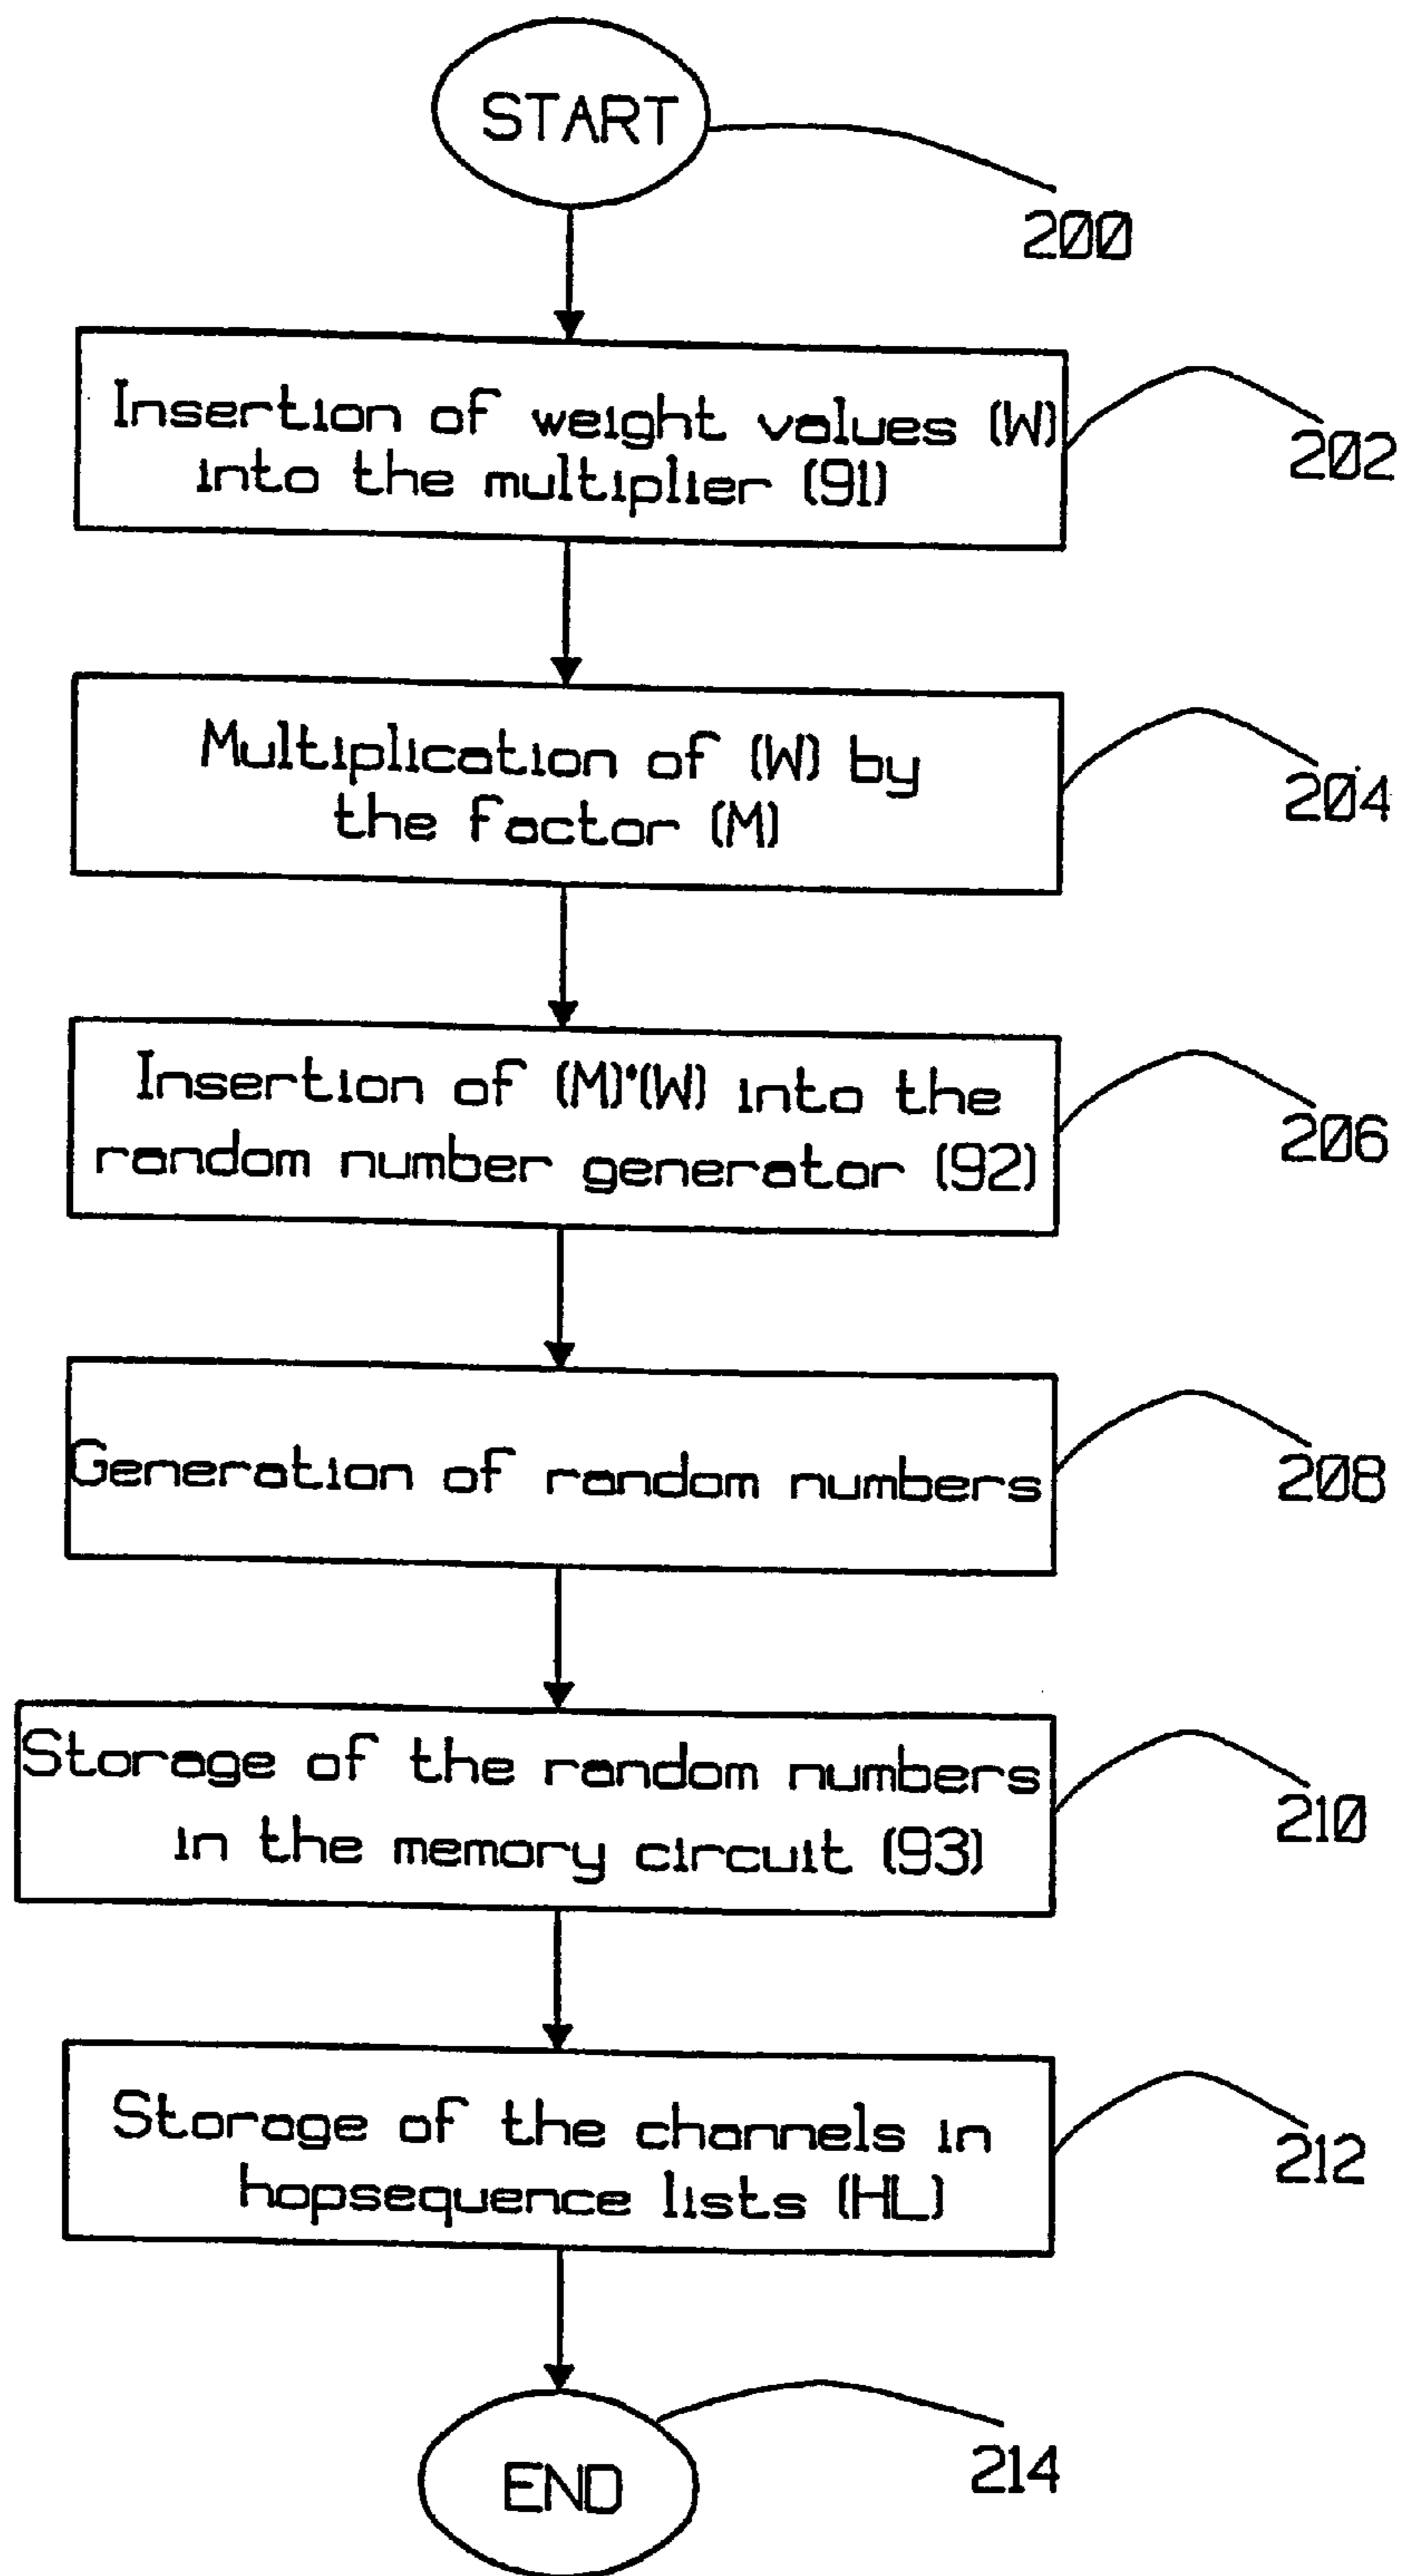 START
200
Insertion of weight values (W)
into the multiplier (91)
202
Multiplication of (W) by
the factor (M)
204
Insertion of (M)•(W) into the
random number generator (92)
206
Generation of random numbers
208
Storage of the random numbers
in the memory circuit (93)
210
Storage of the channels in
hopsequence lists (HL)
212
END
214